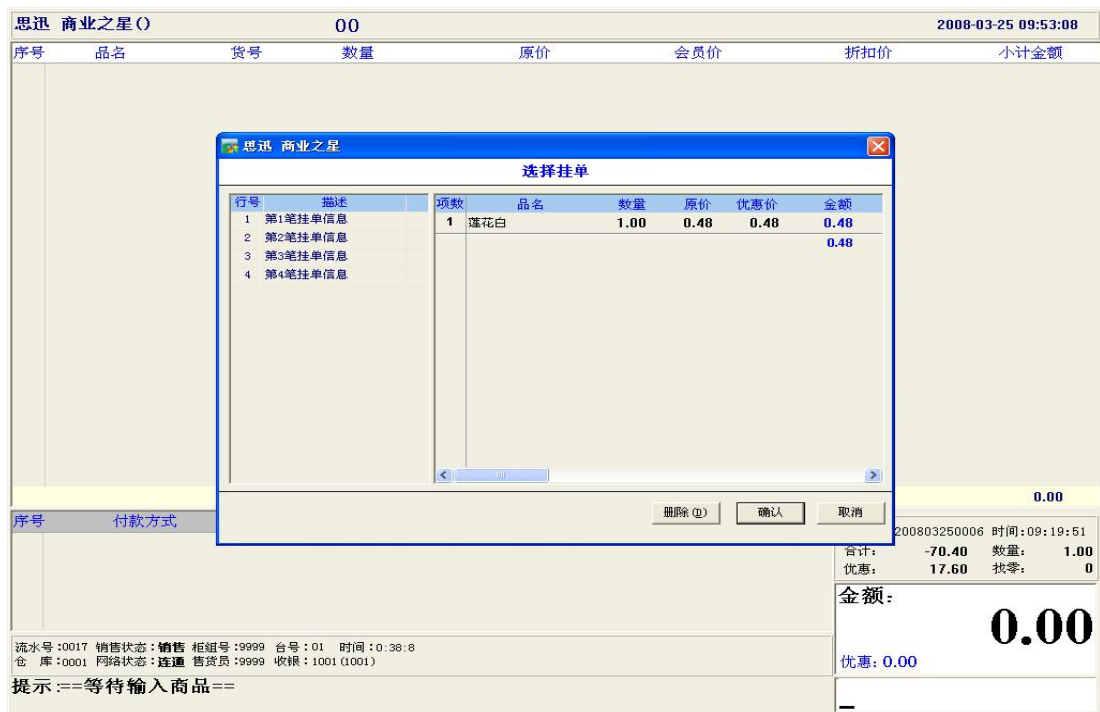 思迅 商业之星() 00 2008-03-25 09:53:08
序号 品名 货号 数量 原价 会员价 折扣价 小计金额
思迅 商业之星
选择挂单
行号 描述
1 第1笔挂单信息
2 第2笔挂单信息
3 第3笔挂单信息
4 第4笔挂单信息
项数 品名 数量 原价 优惠价 金额
1 莲花白 1.00 0.48 0.48 0.48
0.48
删除(D) 确认 取消
0.00
序号 付款方式
200803250006 时间:09:19:51
合计: -70.40 数量: 1.00
优惠: 17.60 找零: 0
金额:
0.00
优惠: 0.00
流水号:0017 销售状态:销售 柜组号:9999 台号:01 时间:0:38:8
仓 库:0001 网络状态:连通 售货员:9999 收银:1001(1001)
提示:==等待输入商品==